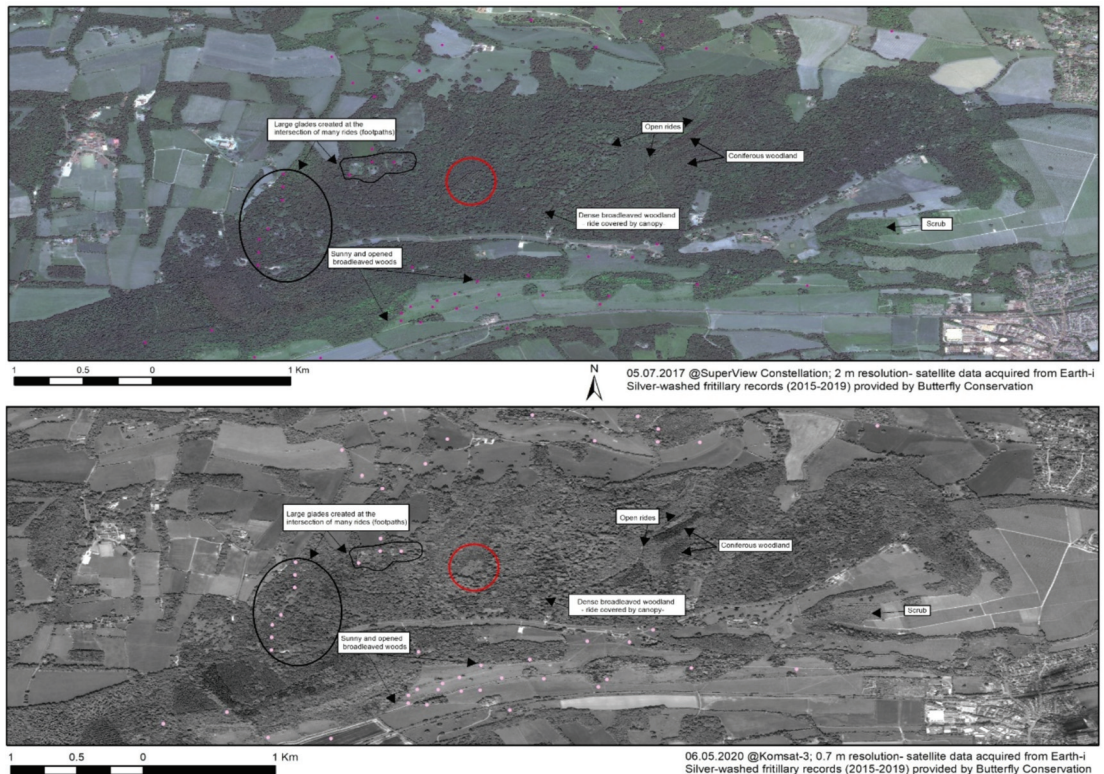 Large glades created at the
intersection of many rides (footpaths)
Open rides
Coniferous woodland
Dense broadleaved woodland
ride covered by canopy
Scrub
Sunny and opened
broadleaved woods
1 0.5 0 1 Km
N
05.07.2017 @SuperView Constellation; 2 m resolution- satellite data acquired from Earth-i
Silver-washed fritillary records (2015-2019) provided by Butterfly Conservation
Large glades created at the
intersection of many rides (footpaths)
Open rides
Coniferous woodland
Dense broadleaved woodland
- ride covered by canopy-
Scrub
Sunny and opened
broadleaved woods
1 0.5 0 1 Km
06.05.2020 @Komsat-3; 0.7 m resolution- satellite data acquired from Earth-i
Silver-washed fritillary records (2015-2019) provided by Butterfly Conservation